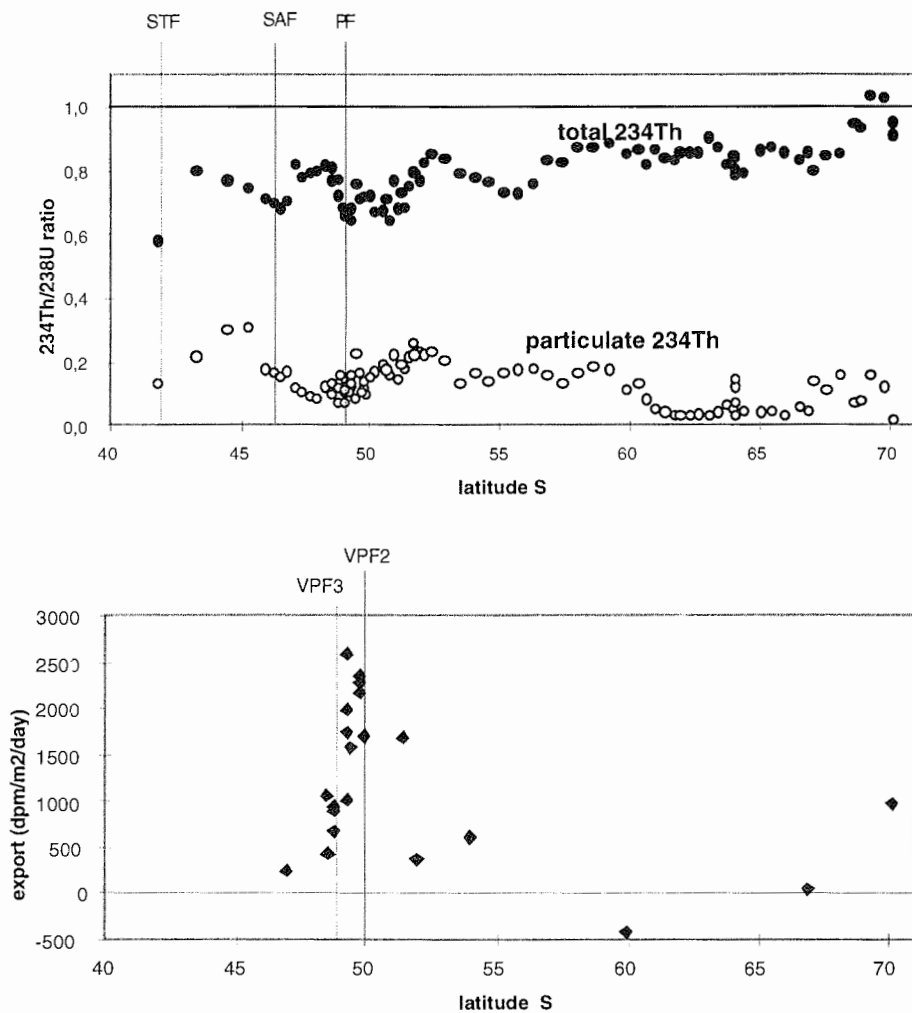 STF SAF PF
1,0
0,8
0,6
0,4
0,2
0,0
234Th/238U ratio
total 234Th
particulate 234Th
40 45 50 55 60 65 70
latitude S
VPF2
VPF3
3000
2500
2000
1500
1000
500
0
-500
export (dpm/m2/day)
40 45 50 55 60 65 70
latitude S